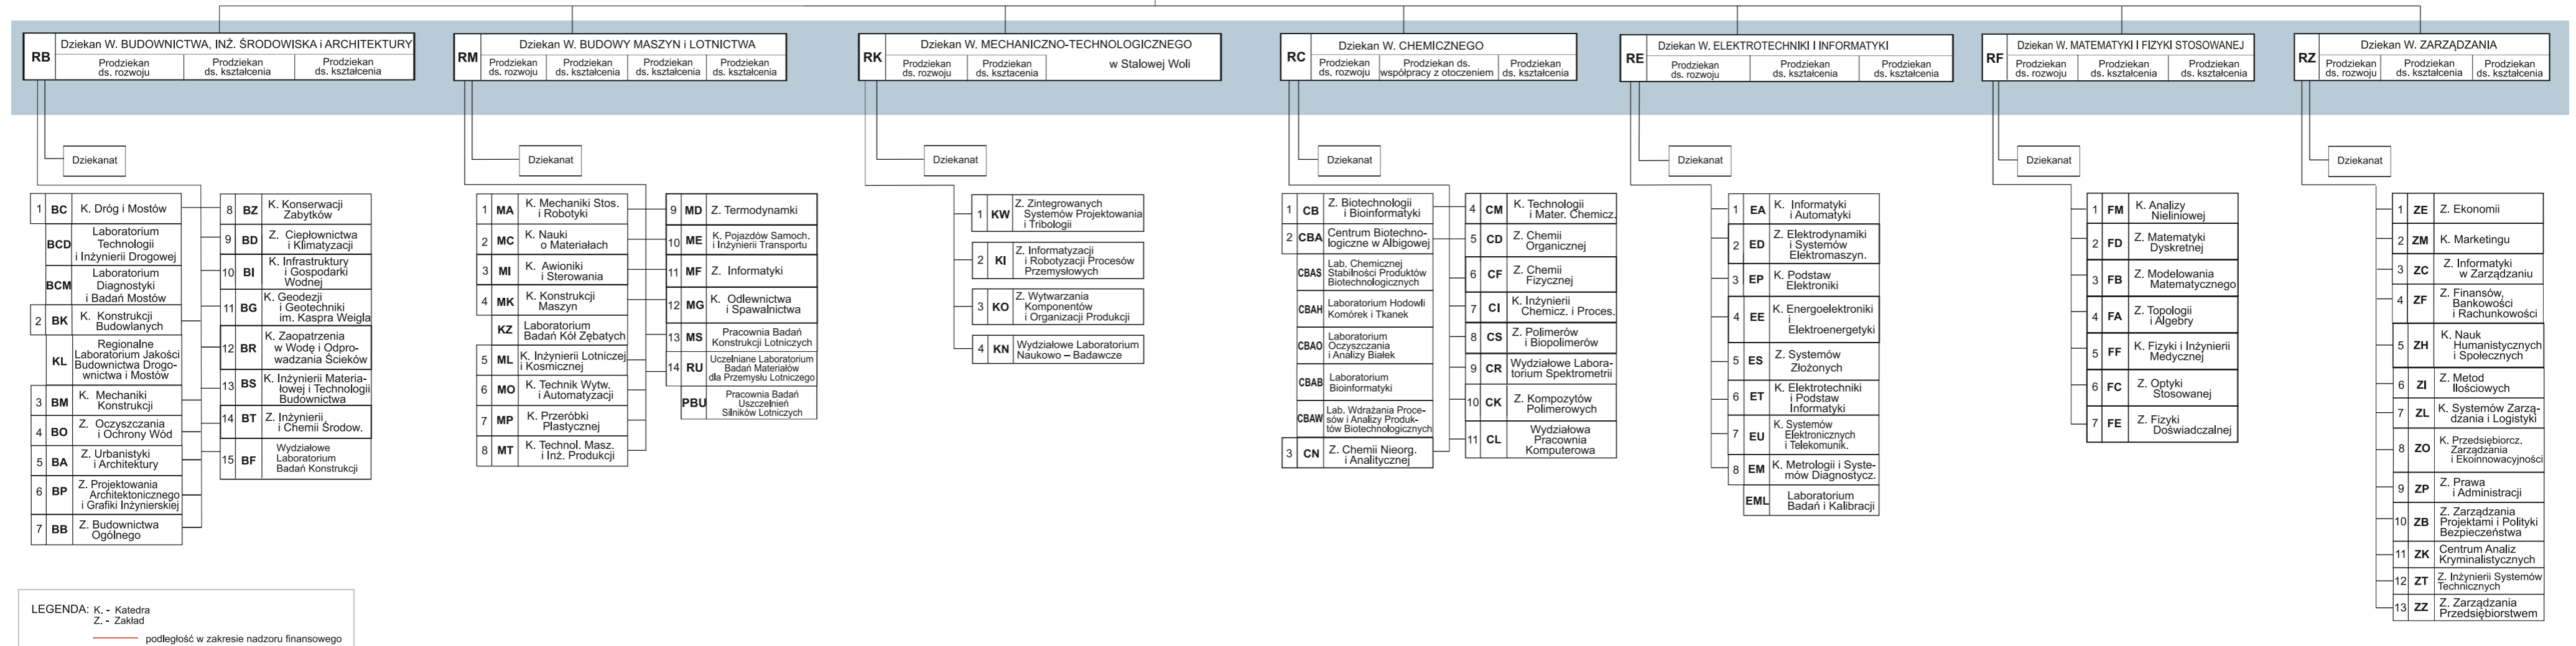 RB
Dziekan W. BUDOWNICTWA, INŻ. ŚRODOWISKA i ARCHITEKTURY
Prodziekan
ds. rozwoju
Prodziekan
ds. kształcenia
Prodziekan
ds. kształcenia
Dziekanat
1 BC K. Dróg i Mostów
BCD Laboratorium
Technologii
i Inżynierii Drogowej
BCM Laboratorium
Diagnostyki
i Badań Mostów
2 BK K. Konstrukcji
Budowlanych
KL Regionalne
Laboratorium Jakości
Budownictwa Drogo-
wnictwa i Mostów
3 BM K. Mechaniki
Konstrukcji
4 BO Z. Oczyszczania
i Ochrony Wód
5 BA Z. Urbanistyki
i Architektury
6 BP Z. Projektowania
Architektonicznego
i Grafiki Inżynierskiej
7 BB Z. Budownictwa
Ogólnego
8 BZ K. Konserwacji
Zabytków
9 BD Z. Ciepłownictwa
i Klimatyzacji
10 BI K. Infrastruktury
i Gospodarki
Wodnej
11 BG K. Geodezji
i Geotechniki
im. Kaspra Weigla
12 BR K. Zaopatrzenia
w Wodę i Odpro-
wadzania Ścieków
13 BS K. Inżynierii Materia-
łowej i Technologii
Budownictwa
14 BT Z. Inżynierii
i Chemii Środow.
15 BF Wydziałowe
Laboratorium
Badań Konstrukcji
RM
Dziekan W. BUDOWY MASZYN i LOTNICTWA
Prodziekan
ds. rozwoju
Prodziekan
ds. kształcenia
Prodziekan
ds. kształcenia
Prodziekan
ds. kształcenia
Dziekanat
1 MA K. Mechaniki Stos.
i Robotyki
2 MC K. Nauki
o Materiałach
3 MI K. Awioniki
i Sterowania
4 MK K. Konstrukcji
Maszyn
KZ Laboratorium
Badań Kół Zębatych
5 ML K. Inżynierii Lotniczej
i Kosmicznej
6 MO K. Technik Wytw.
i Automatyzacji
7 MP K. Przeróbki
Plastycznej
8 MT K. Technol. Masz.
i Inż. Produkcji
9 MD Z. Termodynamki
10 ME K. Pojazdów Samoch.
i Inżynierii Transportu
11 MF Z. Informatyki
12 MG K. Odlewnictwa
i Spawalnictwa
13 MS Pracownia Badań
Konstrukcji Lotniczych
14 RU Uczelniane Laboratorium
Badań Materiałów
dla Przemysłu Lotniczego
PBU Pracownia Badań
Uszczelnień
Silników Lotniczych
RK
Dziekan W. MECHANICZNO-TECHNOLOGICZNEGO
w Stalowej Woli
Prodziekan
ds. rozwoju
Prodziekan
ds. kstacenia
Dziekanat
1 KW Z. Zintegrowanych
Systemów Projektowania
i Tribologii
2 KI Z. Informatyzacji
i Robotyzacji Procesów
Przemysłowych
3 KO Z. Wytwarzania
Komponentów
i Organizacji Produkcji
4 KN Wydziałowe Laboratorium
Naukowo – Badawcze
RC
Dziekan W. CHEMICZNEGO
Prodziekan
ds. rozwoju
Prodziekan ds.
współpracy z otoczeniem
Prodziekan
ds. kształcenia
Dziekanat
1 CB Z. Biotechnologii
i Bioinformatyki
2 CBA Centrum Biotechno-
logiczne w Albigowej
CBAS Lab. Chemicznej
Stabilności Produktów
Biotechnologicznych
CBAH Laboratorium Hodowli
Komórek i Tkanek
CBAO Laboratorium
Oczyszczania
i Analizy Białek
CBAB Laboratorium
Bioinformatyki
CBAW Lab. Wdrażania Proce-
sów i Analizy Produk-
tów Biotechnologicznych
3 CN Z. Chemii Nieorg.
i Analitycznej
4 CM K. Technologii
i Mater. Chemicz.
5 CD Z. Chemii
Organicznej
6 CF Z. Chemii
Fizycznej
7 CI K. Inżynierii
Chemicz. i Proces.
8 CS Z. Polimerów
i Biopolimerów
9 CR Wydziałowe Labora-
torium Spektrometrii
10 CK Z. Kompozytów
Polimerowych
11 CL Wydziałowa
Pracownia
Komputerowa
RE
Dziekan W. ELEKTROTECHNIKI I INFORMATYKI
Prodziekan
ds. rozwoju
Prodziekan
ds. kształcenia
Prodziekan
ds. kształcenia
Dziekanat
1 EA K. Informatyki
i Automatyki
2 ED Z. Elektrodynamiki
i Systemów
Elektromaszyn.
3 EP K. Podstaw
Elektroniki
4 EE K. Energoelektroniki
i
Elektroenergetyki
5 ES Z. Systemów
Złożonych
6 ET K. Elektrotechniki
i Podstaw
Informatyki
7 EU K. Systemów
Elektronicznych
i Telekomunik.
8 EM K. Metrologii i Syste-
mów Diagnostycz.
EML Laboratorium
Badań i Kalibracji
RF
Dziekan W. MATEMATYKI I FIZYKI STOSOWANEJ
Prodziekan
ds. rozwoju
Prodziekan
ds. kształcenia
Prodziekan
ds. kształcenia
Dziekanat
1 FM K. Analizy
Nieliniowej
2 FD Z. Matematyki
Dyskretnej
3 FB Z. Modelowania
Matematycznego
4 FA Z. Topologii
i Algebry
5 FF K. Fizyki i Inżynierii
Medycznej
6 FC Z. Optyki
Stosowanej
7 FE Z. Fizyki
Doświadczalnej
RZ
Dziekan W. ZARZĄDZANIA
Prodziekan
ds. rozwoju
Prodziekan
ds. kształcenia
Prodziekan
ds. kształcenia
Dziekanat
1 ZE Z. Ekonomii
2 ZM K. Marketingu
3 ZC Z. Informatyki
w Zarządzaniu
4 ZF Z. Finansów,
Bankowości
i Rachunkowości
5 ZH K. Nauk
Humanistycznych
i Społecznych
6 ZI Z. Metod
Ilościowych
7 ZL K. Systemów Zarzą-
dzania i Logistyki
8 ZO K. Przedsiębiorcz.
Zarządzania
i Ekoinnowacyjności
9 ZP Z. Prawa
i Administracji
10 ZB Z. Zarządzania
Projektami i Polityki
Bezpieczeństwa
11 ZK Centrum Analiz
Kryminalistycznych
12 ZT Z. Inżynierii Systemów
Technicznych
13 ZZ Z. Zarządzania
Przedsiębiorstwem
LEGENDA: K. - Katedra
Z. - Zakład
podległość w zakresie nadzoru finansowego